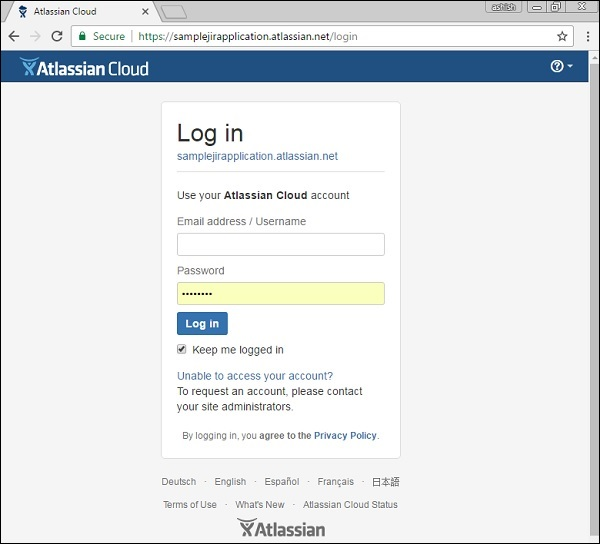 Atlassian Cloud
ashish
Secure https://samplejirapplication.atlassian.net/login
Atlassian Cloud
Log in
samplejirapplication.atlassian.net
Use your Atlassian Cloud account
Email address / Username
Password
••••••••
Log in
Keep me logged in
Unable to access your account?
To request an account, please contact
your site administrators.
By logging in, you agree to the Privacy Policy.
Deutsch · English · Español · Français · 日本語
Terms of Use · What's New · Atlassian Cloud Status
Atlassian